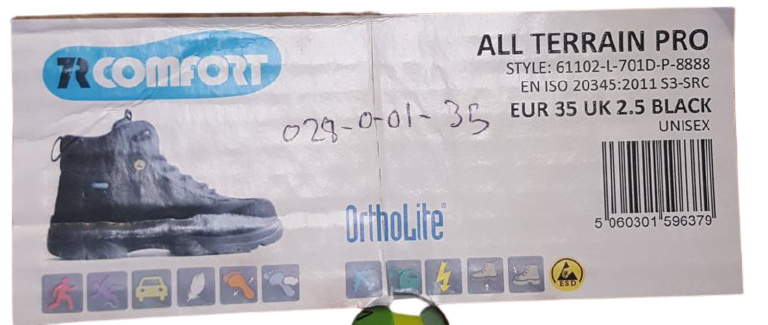 TR COMFORT
ALL TERRAIN PRO
STYLE: 61102-L-701D-P-8888
EN ISO 20345:2011 S3-SRC
EUR 35 UK 2.5 BLACK
UNISEX
028-0-01-35
5 060301 596379
OrthoLite®
ESD